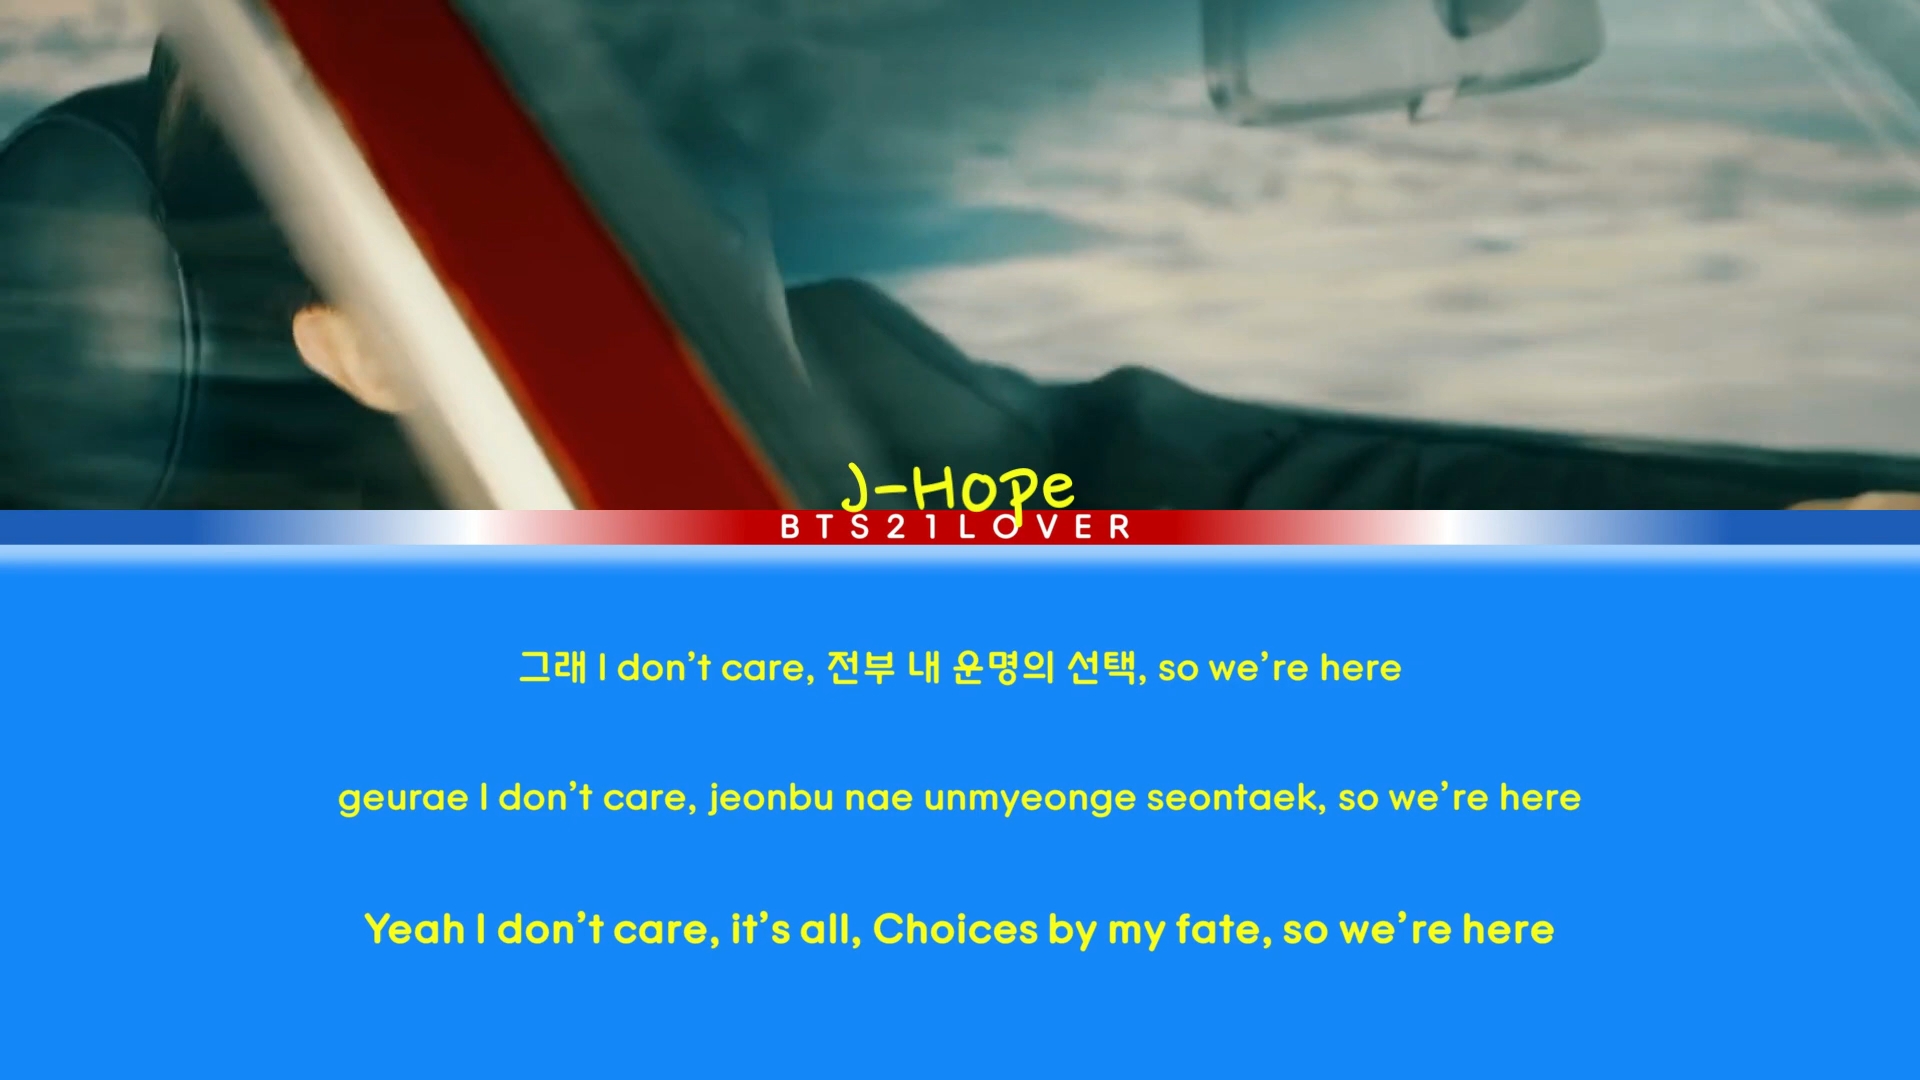 J-Hope
BTS21LOVER
그래 I don't care, 전부 내 운명의 선택, so we're here
geurae I don't care, jeonbu nae unmyeonge seontaek, so we're here
Yeah I don't care, it's all, Choices by my fate, so we're here